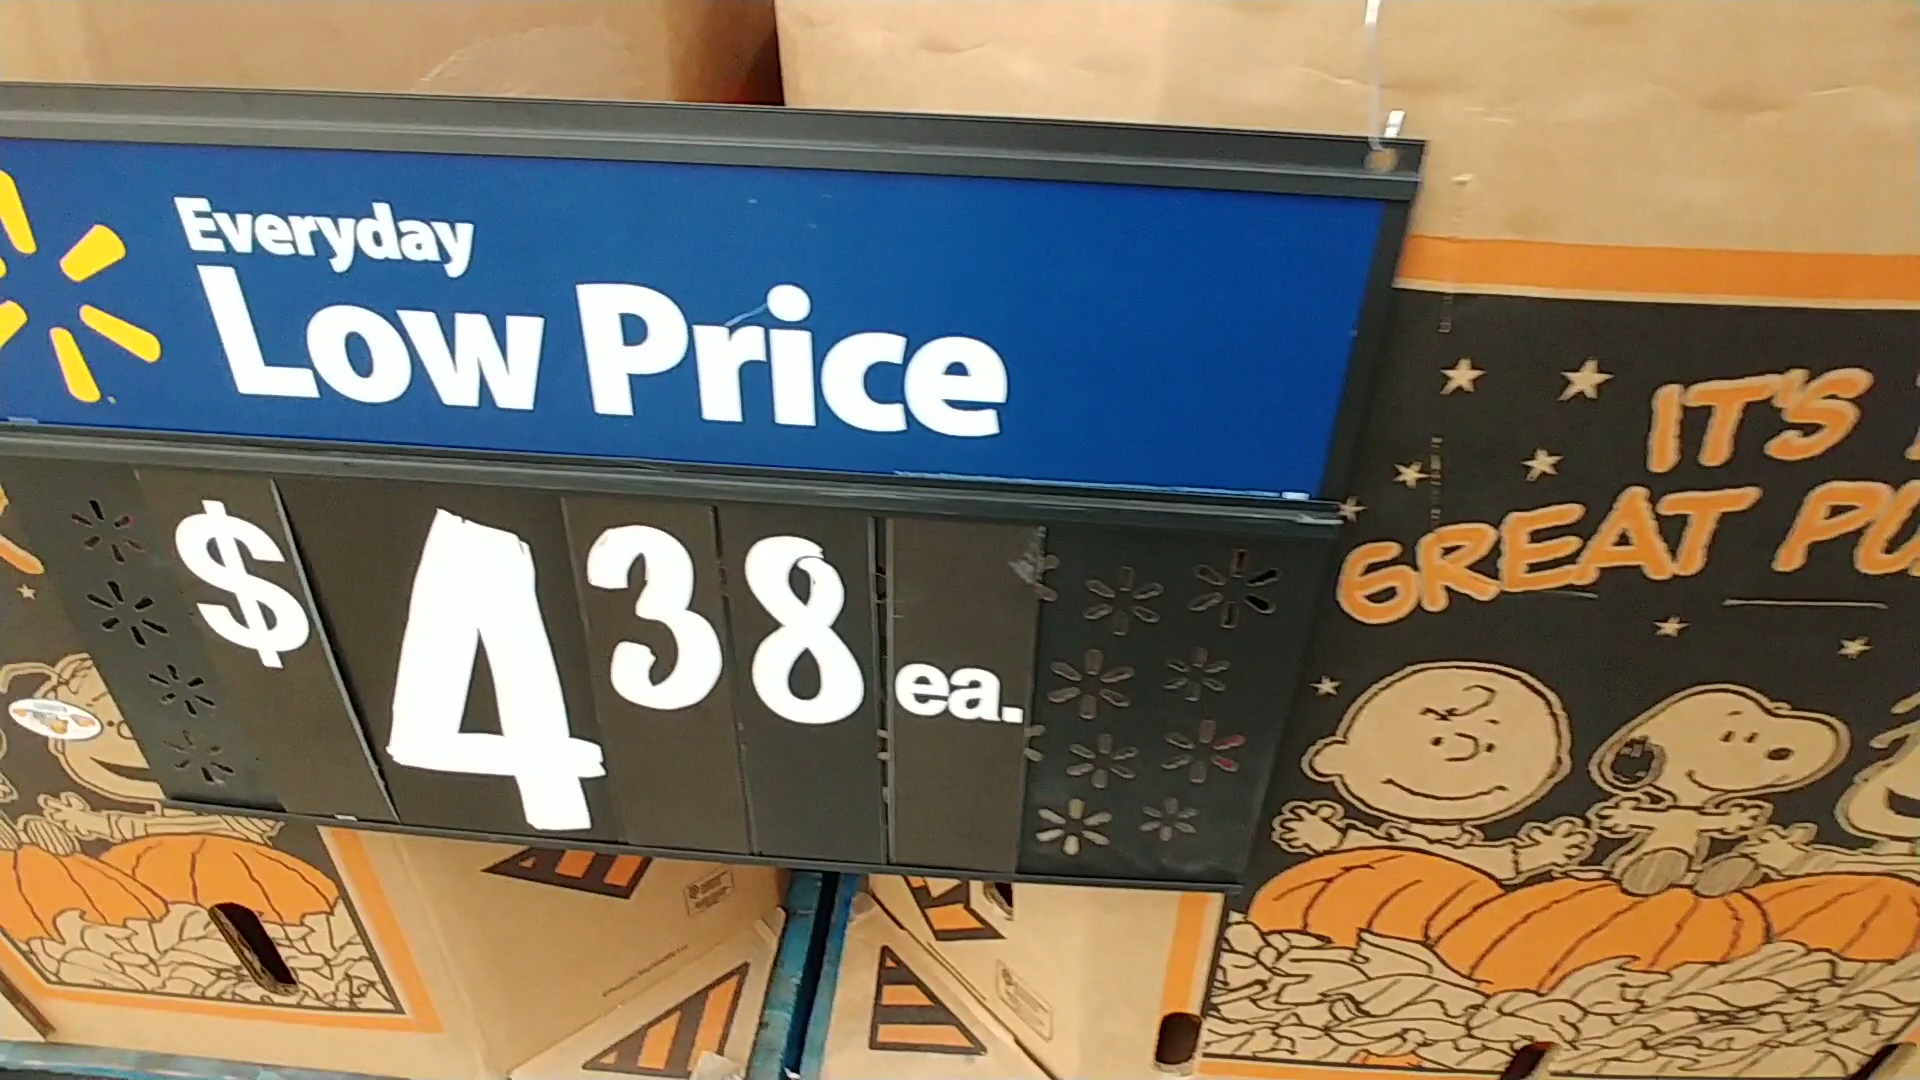 Everyday
Low Price
$4 38 ea.
IT'S
GREAT